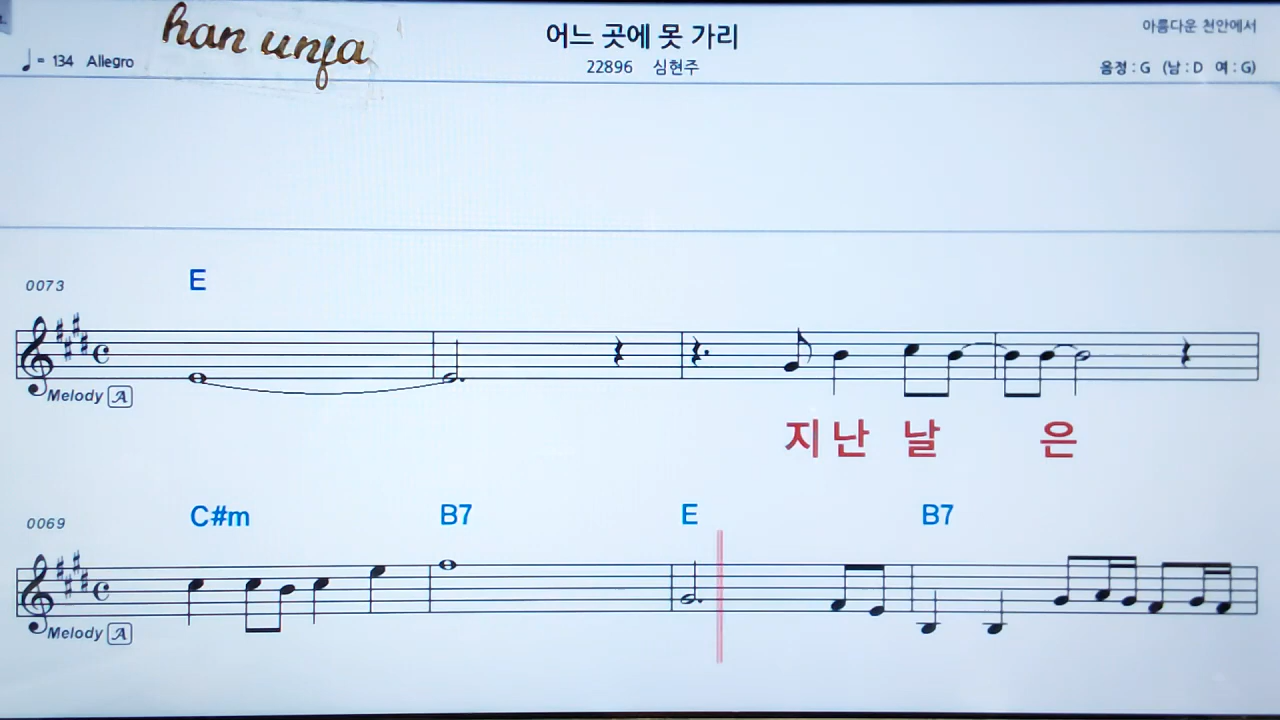 han unja
어느 곳에 못 가리
아름다운 천안에서
♩= 134 Allegro
22896 심현주
음정 : G (남 : D 여 : G)
0073
E
Melody A
지 난 날 은
0069
C#m B7 E B7
Melody A